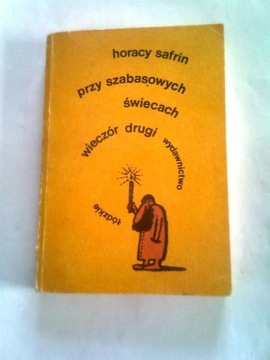 horacy safrin
przy szabasowych
świecach
wieczór drugi
wydawnictwo
łódzkie